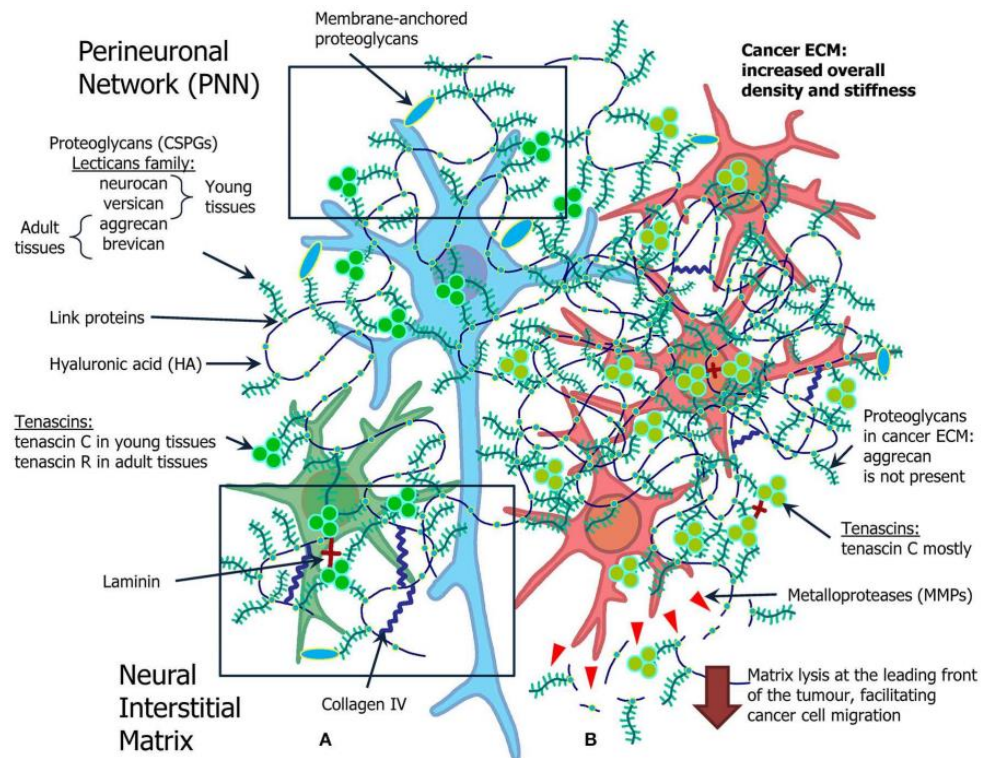 Membrane-anchored
proteoglycans
Perineuronal
Network (PNN)
Cancer ECM:
increased overall
density and stiffness
Proteoglycans (CSPGs)
Lecticans family:
neurocan
versican
aggrecan
brevican
Young
tissues
Adult
tissues
Link proteins
Hyaluronic acid (HA)
Tenascins:
tenascin C in young tissues
tenascin R in adult tissues
Proteoglycans
in cancer ECM:
aggrecan
is not present
Tenascins:
tenascin C mostly
Laminin
Metalloproteases (MMPs)
Collagen IV
Matrix lysis at the leading front
of the tumour, facilitating
cancer cell migration
Neural
Interstitial
Matrix
A
B